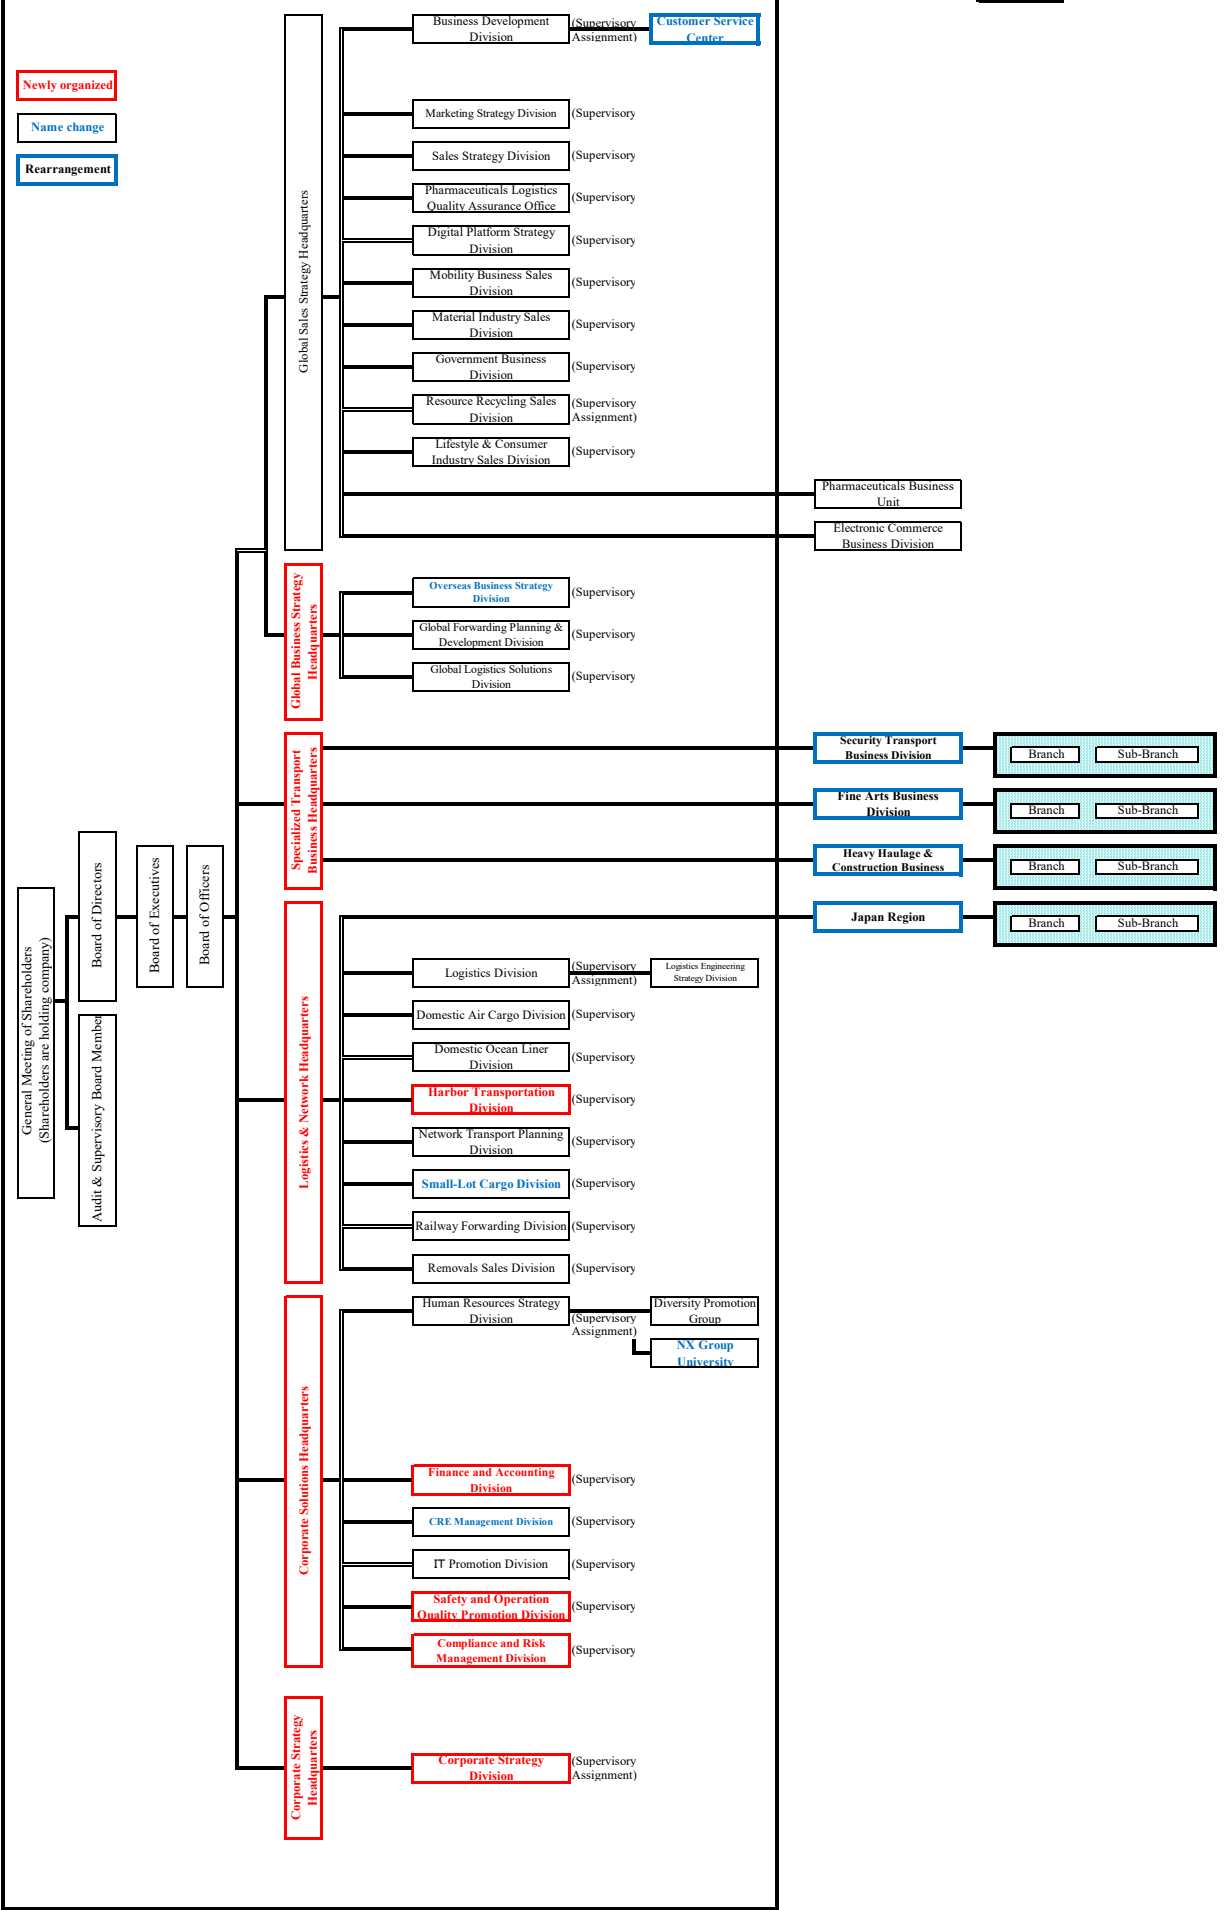 Newly organized
Name change
Rearrangement
General Meeting of Shareholders
(Shareholders are holding company)
Board of Directors
Audit & Supervisory Board Member
Board of Executives
Board of Officers
Global Sales Strategy Headquarters
Business Development
Division
(Supervisory
Assignment)
Customer Service
Center
Marketing Strategy Division
(Supervisory
Sales Strategy Division
(Supervisory
Pharmaceuticals Logistics
Quality Assurance Office
(Supervisory
Digital Platform Strategy
Division
(Supervisory
Mobility Business Sales
Division
(Supervisory
Material Industry Sales
Division
(Supervisory
Government Business
Division
(Supervisory
Resource Recycling Sales
Division
(Supervisory
Assignment)
Lifestyle & Consumer
Industry Sales Division
(Supervisory
Pharmaceuticals Business
Unit
Electronic Commerce
Business Division
Global Business Strategy
Headquarters
Overseas Business Strategy
Division
(Supervisory
Global Forwarding Planning &
Development Division
(Supervisory
Global Logistics Solutions
Division
(Supervisory
Specialized Transport
Business Headquarters
Security Transport
Business Division
Branch
Sub-Branch
Fine Arts Business
Division
Branch
Sub-Branch
Heavy Haulage &
Construction Business
Branch
Sub-Branch
Logistics & Network Headquarters
Japan Region
Branch
Sub-Branch
Logistics Division
(Supervisory
Assignment)
Logistics Engineering
Strategy Division
Domestic Air Cargo Division
(Supervisory
Domestic Ocean Liner
Division
(Supervisory
Harbor Transportation
Division
(Supervisory
Network Transport Planning
Division
(Supervisory
Small-Lot Cargo Division
(Supervisory
Railway Forwarding Division
(Supervisory
Removals Sales Division
(Supervisory
Corporate Solutions Headquarters
Human Resources Strategy
Division
(Supervisory
Assignment)
Diversity Promotion
Group
NX Group
University
Finance and Accounting
Division
(Supervisory
CRE Management Division
(Supervisory
IT Promotion Division
(Supervisory
Safety and Operation
Quality Promotion Division
(Supervisory
Compliance and Risk
Management Division
(Supervisory
Corporate Strategy
Headquarters
Corporate Strategy
Division
(Supervisory
Assignment)